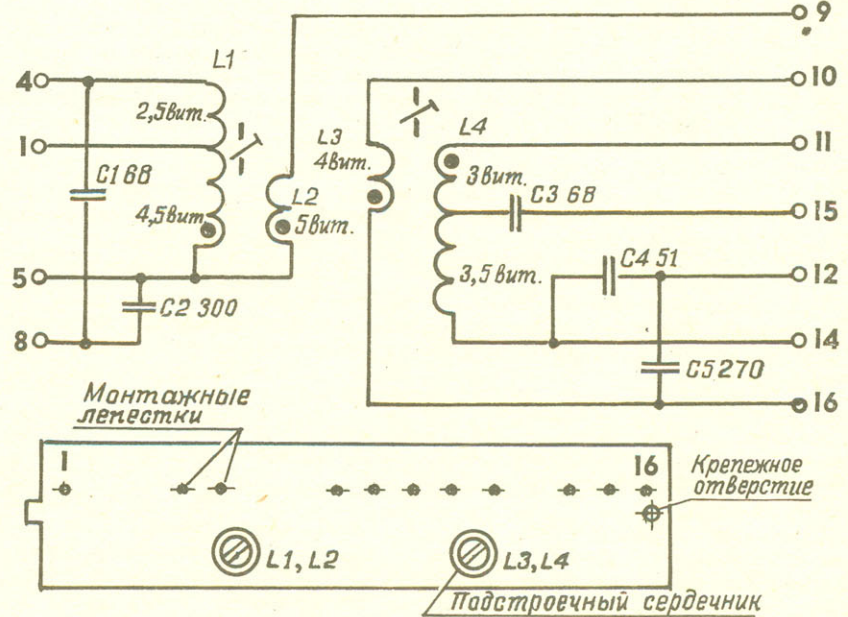 9
4
L1
10
2,5вит.
L3
L4
11
1
4вит.
3вит.
C1 68
L2
C3 68
15
4,5вит.
5вит.
5
3,5вит.
C4 51
12
C2 300
8
14
C5 270
16
Монтажные
лепестки
1
16
Крепежное
отверстие
L1, L2
L3, L4
Подстроечный сердечник